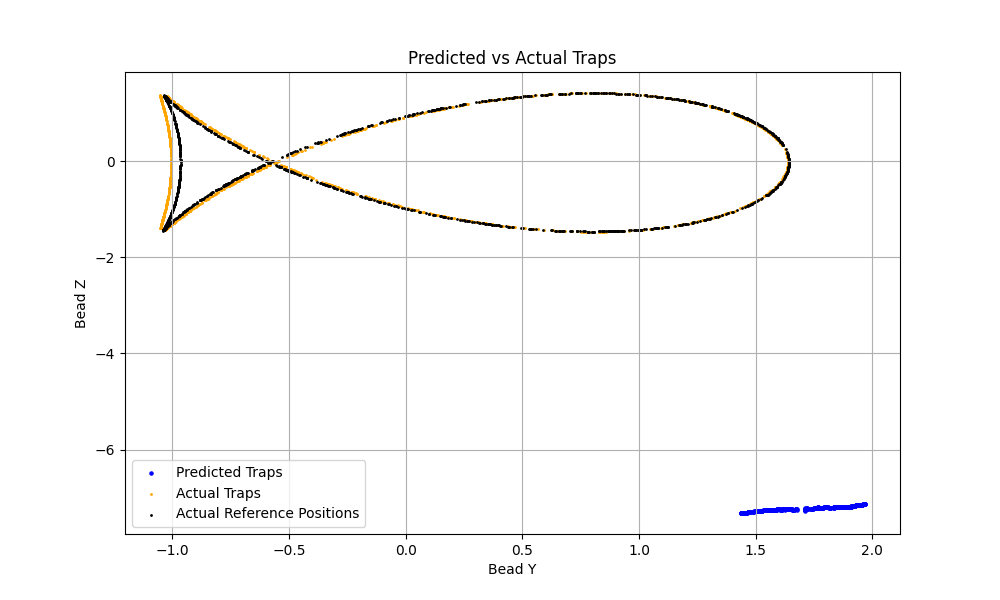 Predicted vs Actual Traps
Bead Z
0
−2
−4
−6
Predicted Traps
Actual Traps
Actual Reference Positions
−1.0 −0.5 0.0 0.5 1.0 1.5 2.0
Bead Y